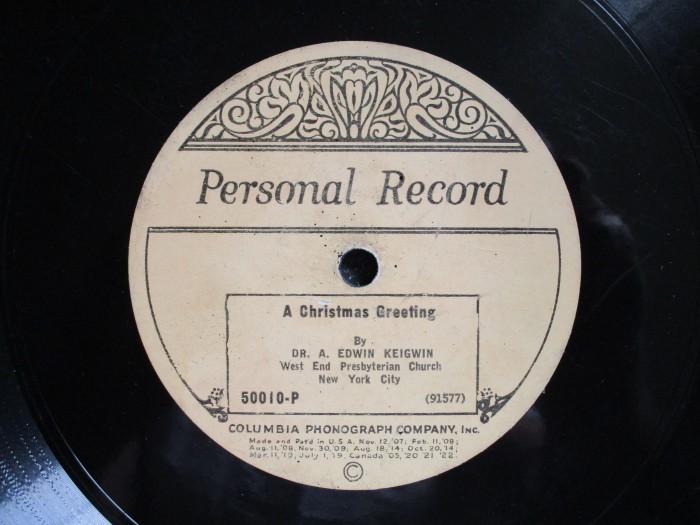 Personal Record
A Christmas Greeting
By
DR. A. EDWIN KEIGWIN
West End Presbyterian Church
New York City
50010-P (91577)
COLUMBIA PHONOGRAPH COMPANY, INC.
Made and Pat'd in U.S.A. Nov. 12,'07; Feb. 11,'08;
Aug. 11,'08, Nov. 30,'09; Aug. 18,'14; Oct. 20,'14;
Mar. 11, July 1,'19; Canada '05,'20 '21 '22.
©